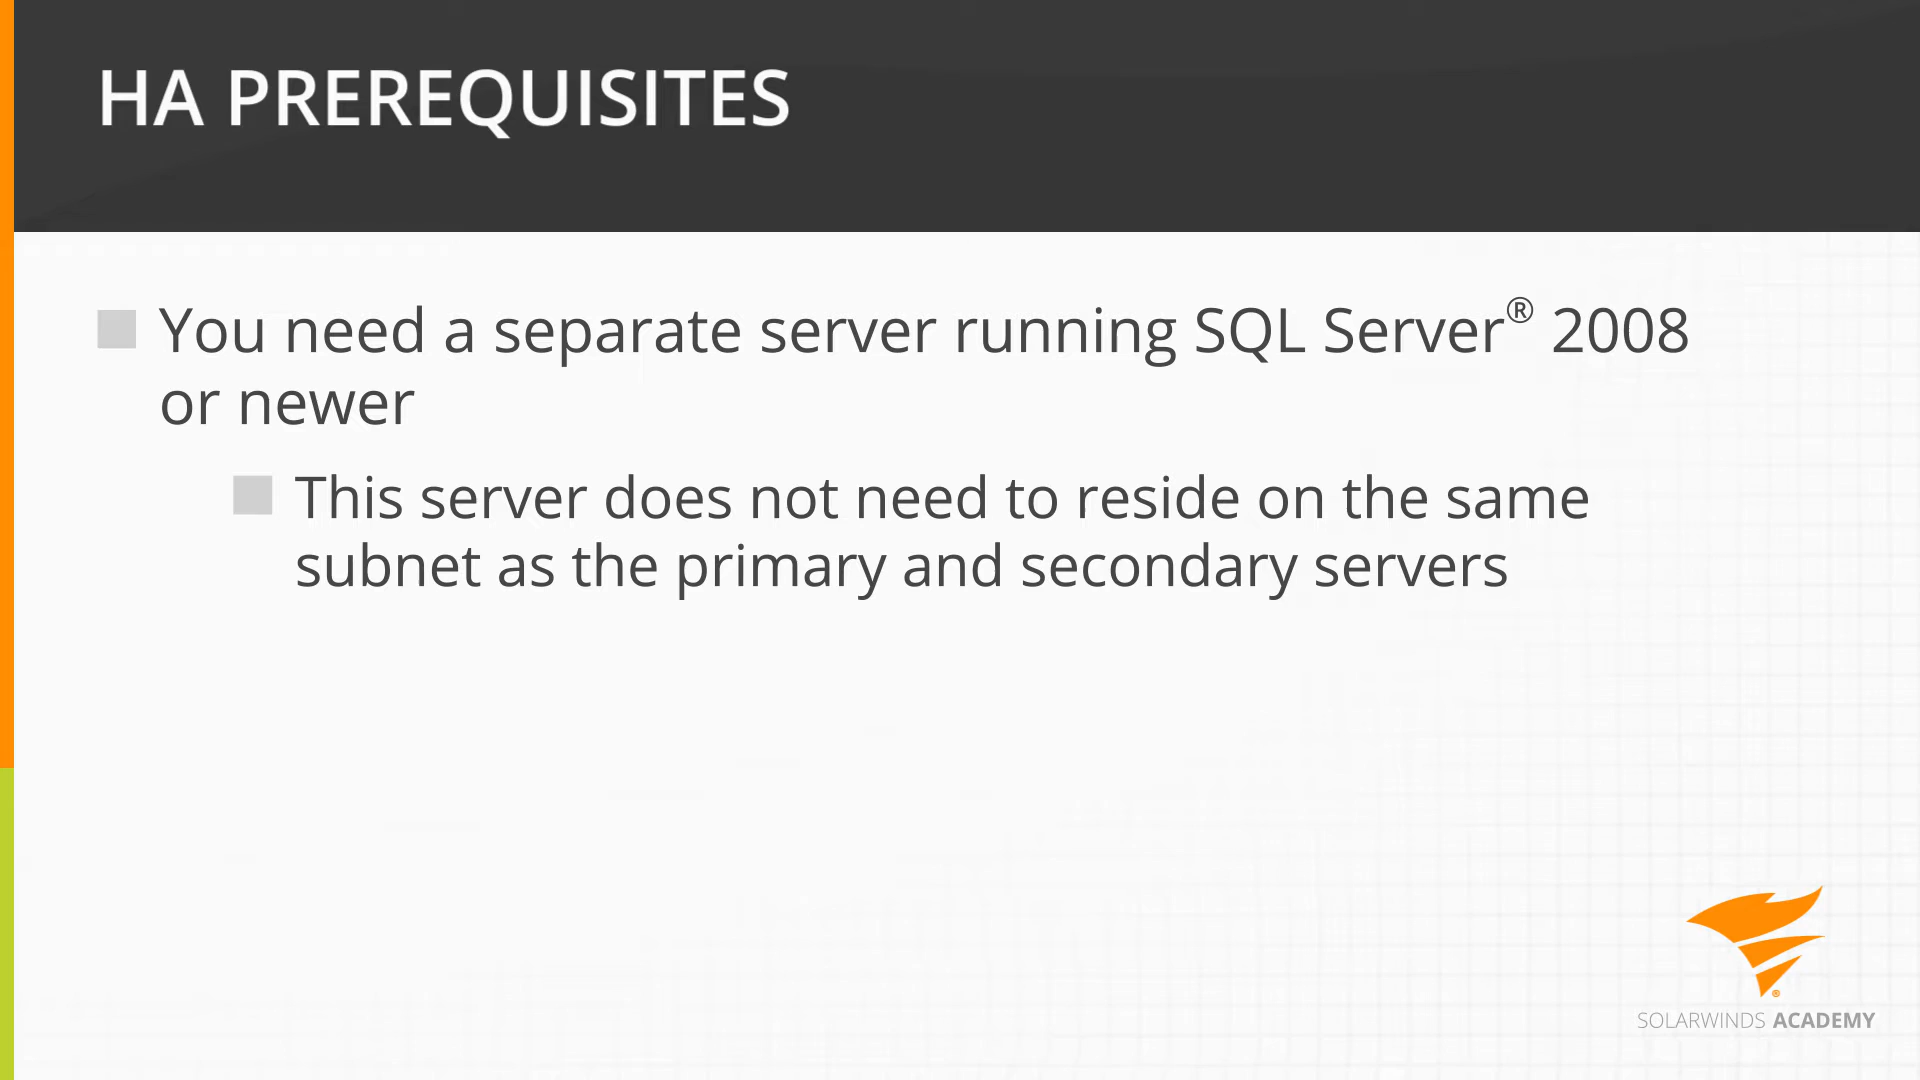 HA PREREQUISITES
You need a separate server running SQL Server® 2008
or newer
This server does not need to reside on the same
subnet as the primary and secondary servers
®
SOLARWINDS ACADEMY